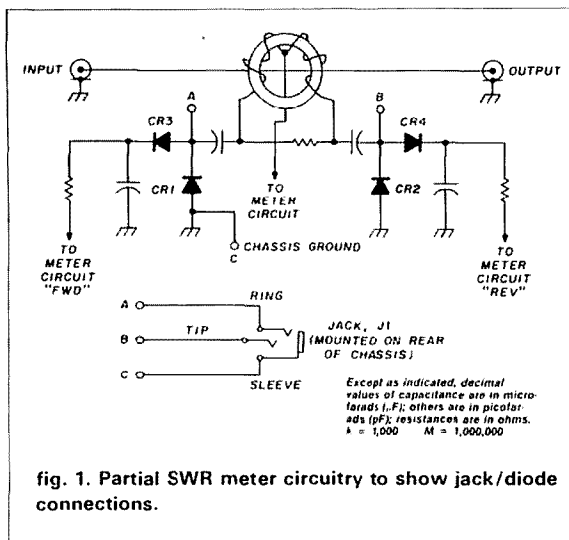 INPUT
OUTPUT
A
B
CR3
CR4
CR1
CR2
TO
METER
CIRCUIT
C
CHASSIS GROUND
TO
METER
CIRCUIT
"FWD"
TO
METER
CIRCUIT
"REV"
A
RING
B
TIP
JACK, J1
(MOUNTED ON REAR
OF CHASSIS)
C
SLEEVE
Except as indicated, decimal
values of capacitance are in micro-
farads (µF); others are in picofar-
ads (pF); resistances are in ohms.
k = 1,000 M = 1,000,000
fig. 1. Partial SWR meter circuitry to show jack/diode
connections.